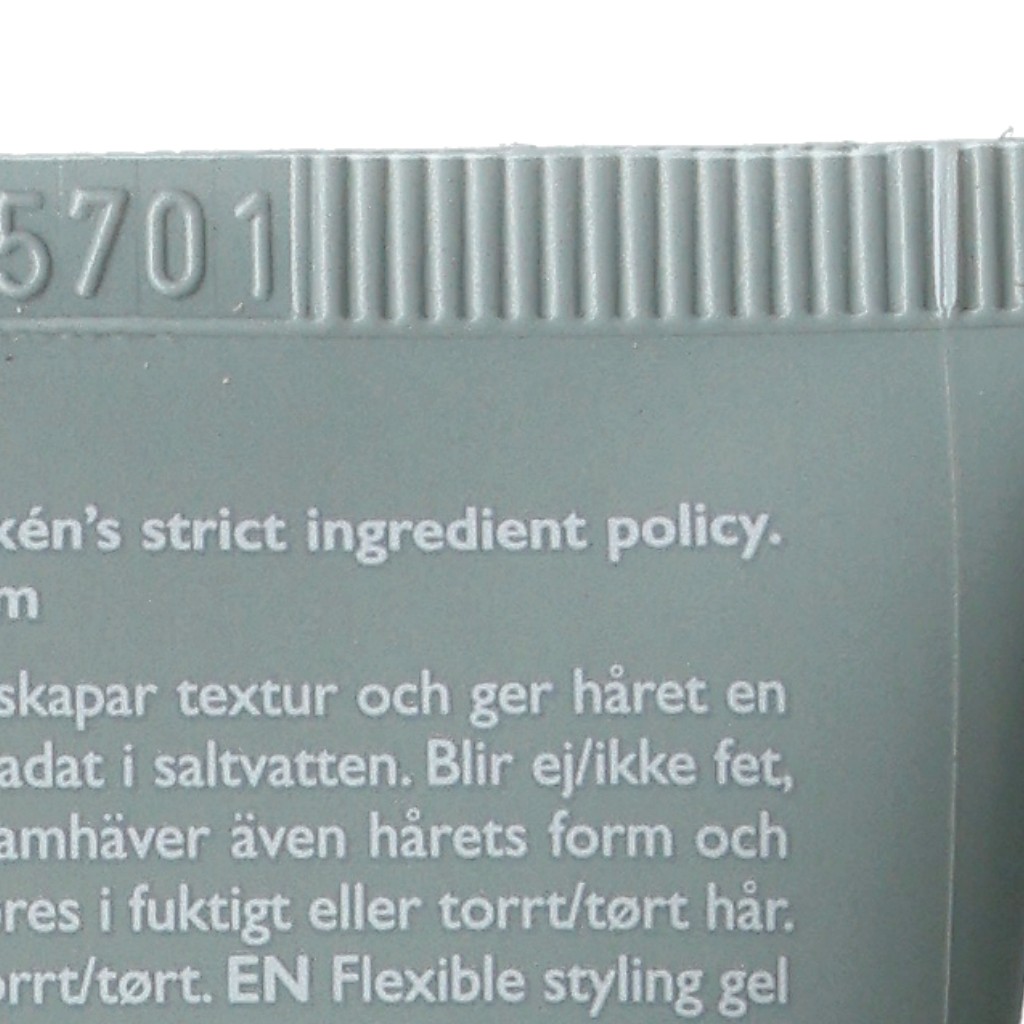 5701
kén's strict ingredient policy.
m
skapar textur och ger håret en
adat i saltvatten. Blir ej/ikke fet,
amhäver även hårets form och
res i fuktigt eller torrt/tørt hår.
orrt/tørt. EN Flexible styling gel